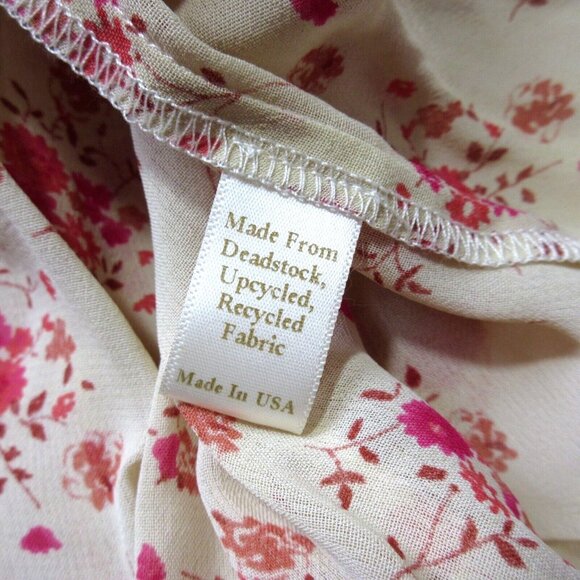 Made From
Deadstock,
Upcycled,
Recycled
Fabric
Made In USA